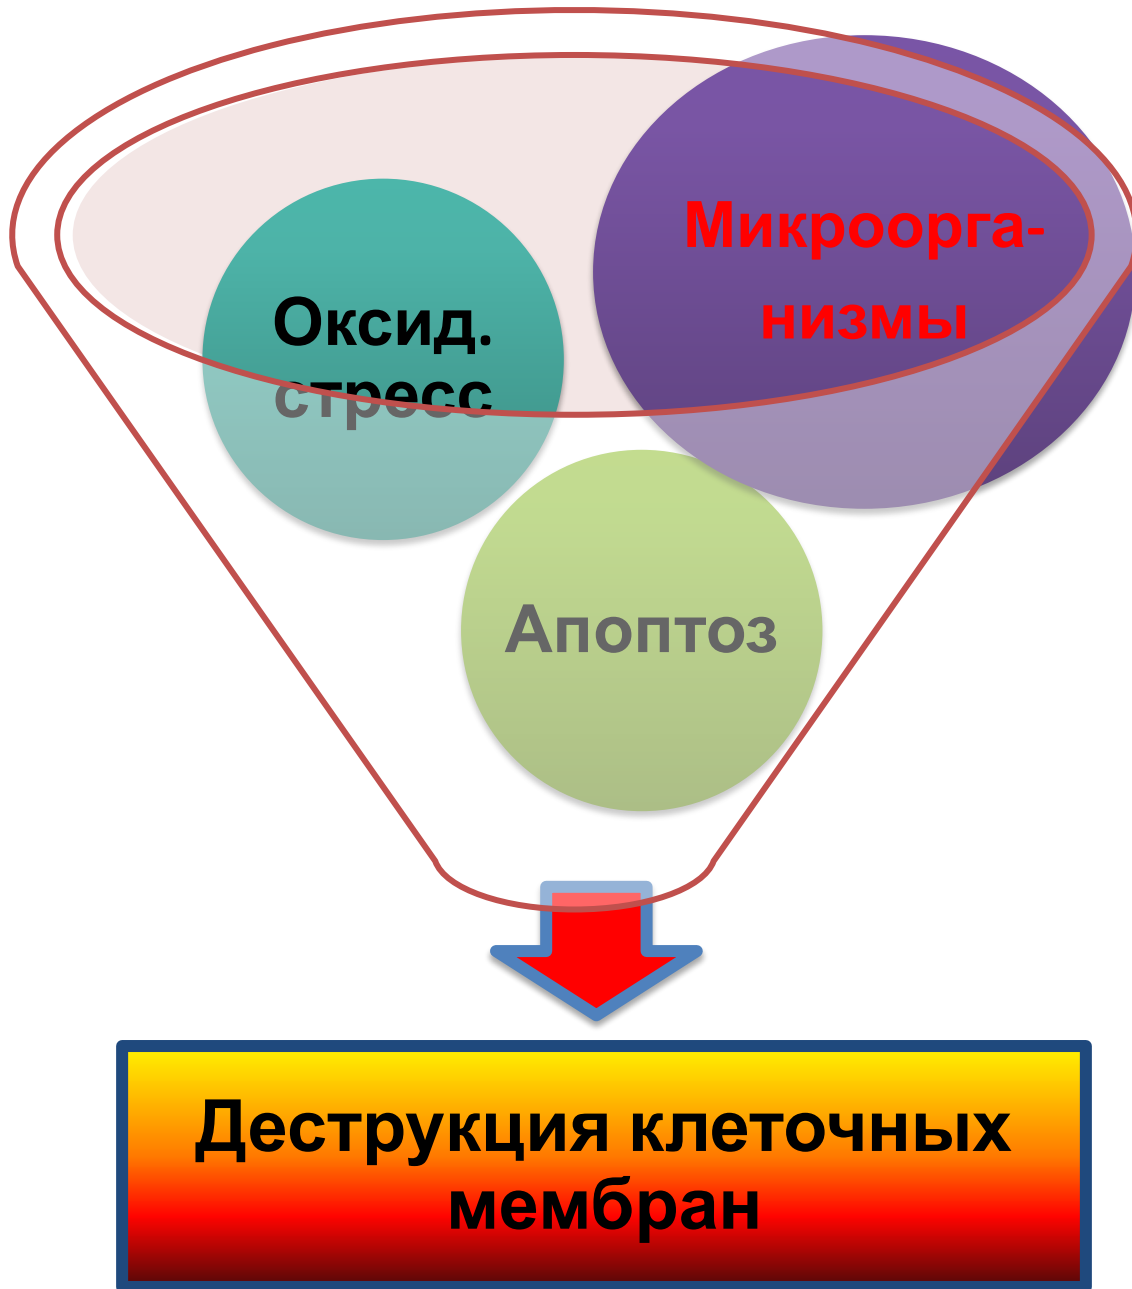 Микроорга-
низмы
Оксид.
стресс
Апоптоз
Деструкция клеточных
мембран